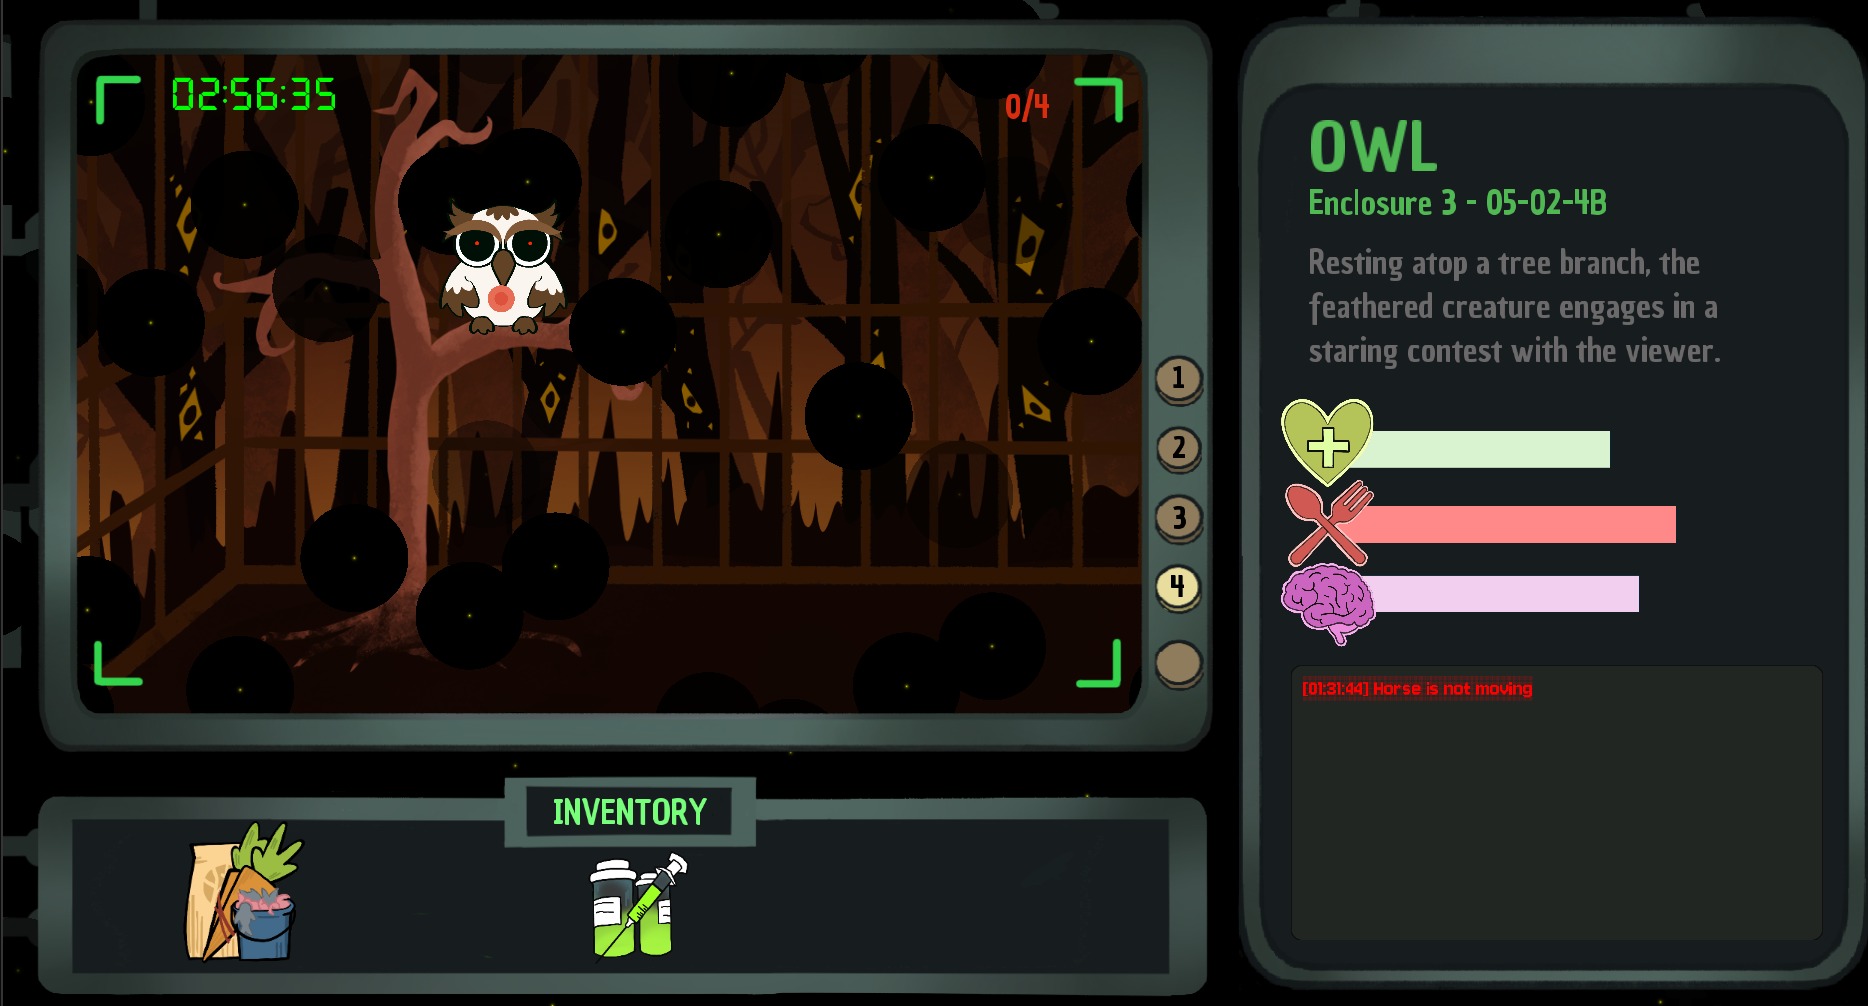 02:56:35
0/4
1
2
3
4
INVENTORY
OWL
Enclosure 3 - 05-02-4B
Resting atop a tree branch, the
feathered creature engages in a
staring contest with the viewer.
[01:31:44] Horse is not moving